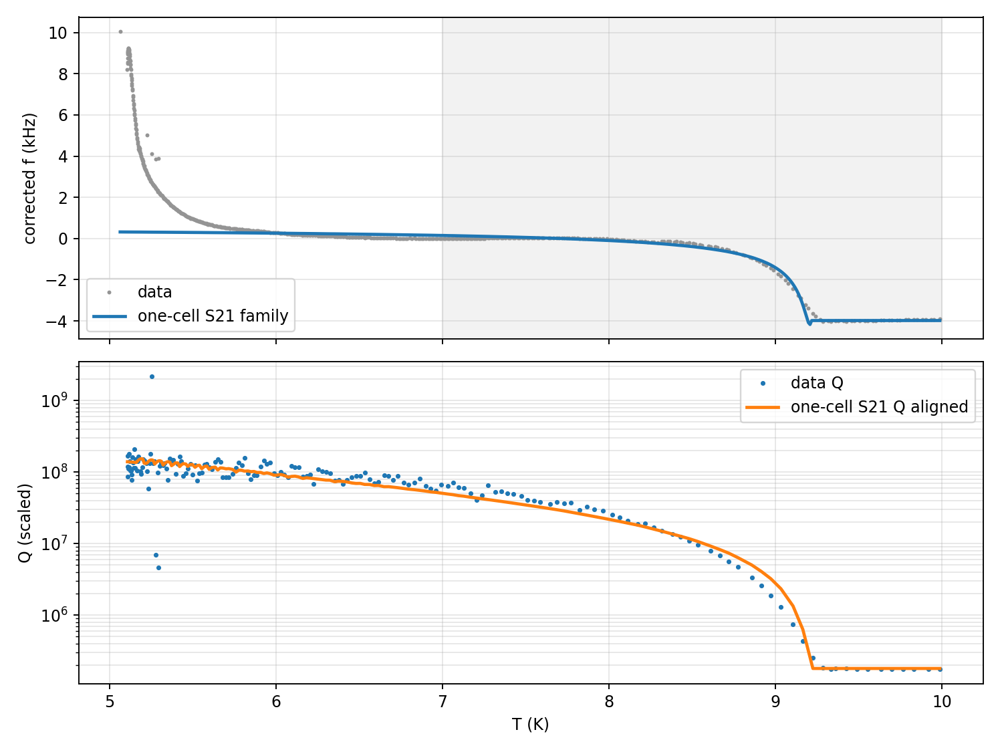 10
8
6
4
2
0
−2
−4
corrected f (kHz)
data
one-cell S21 family
10⁹
10⁸
10⁷
10⁶
Q (scaled)
data Q
one-cell S21 Q aligned
5
6
7
8
9
10
T (K)